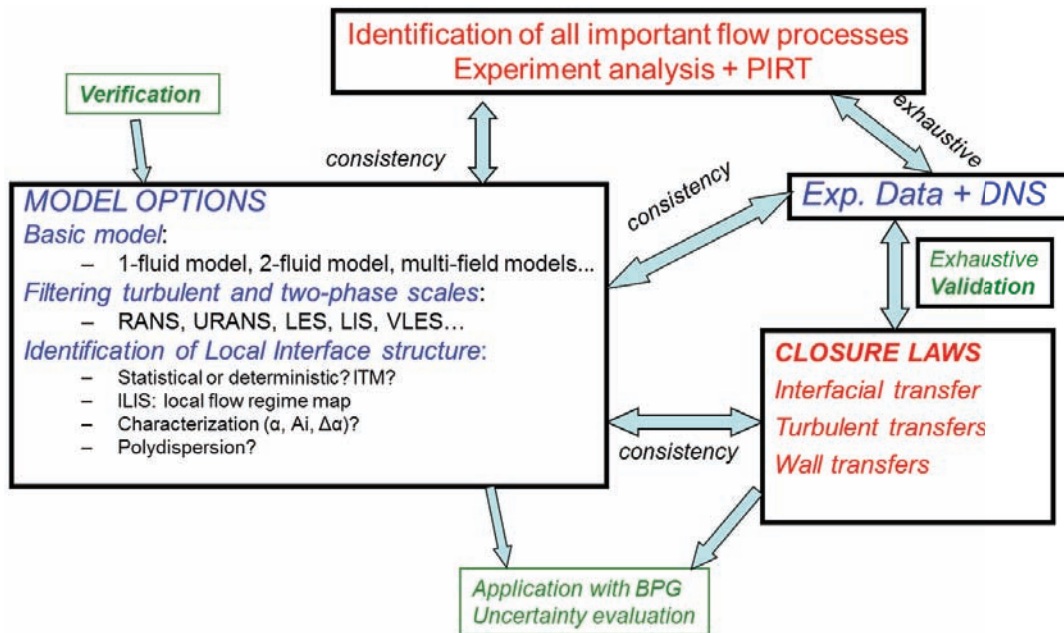 Identification of all important flow processes
Experiment analysis + PIRT
Verification
consistency
exhaustive
consistency
MODEL OPTIONS
Basic model:
– 1-fluid model, 2-fluid model, multi-field models...
Filtering turbulent and two-phase scales:
– RANS, URANS, LES, LIS, VLES…
Identification of Local Interface structure:
– Statistical or deterministic? ITM?
– ILIS: local flow regime map
– Characterization (α, Ai, Δα)?
– Polydispersion?
Exp. Data + DNS
Exhaustive
Validation
CLOSURE LAWS
Interfacial transfer
Turbulent transfers
Wall transfers
consistency
Application with BPG
Uncertainty evaluation